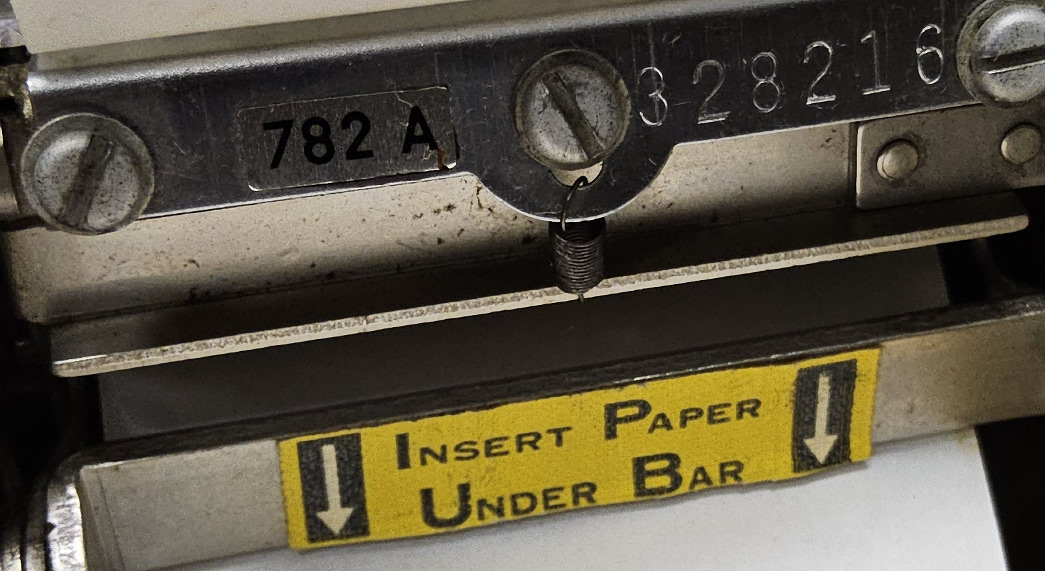 782 A
328216
INSERT PAPER
UNDER BAR